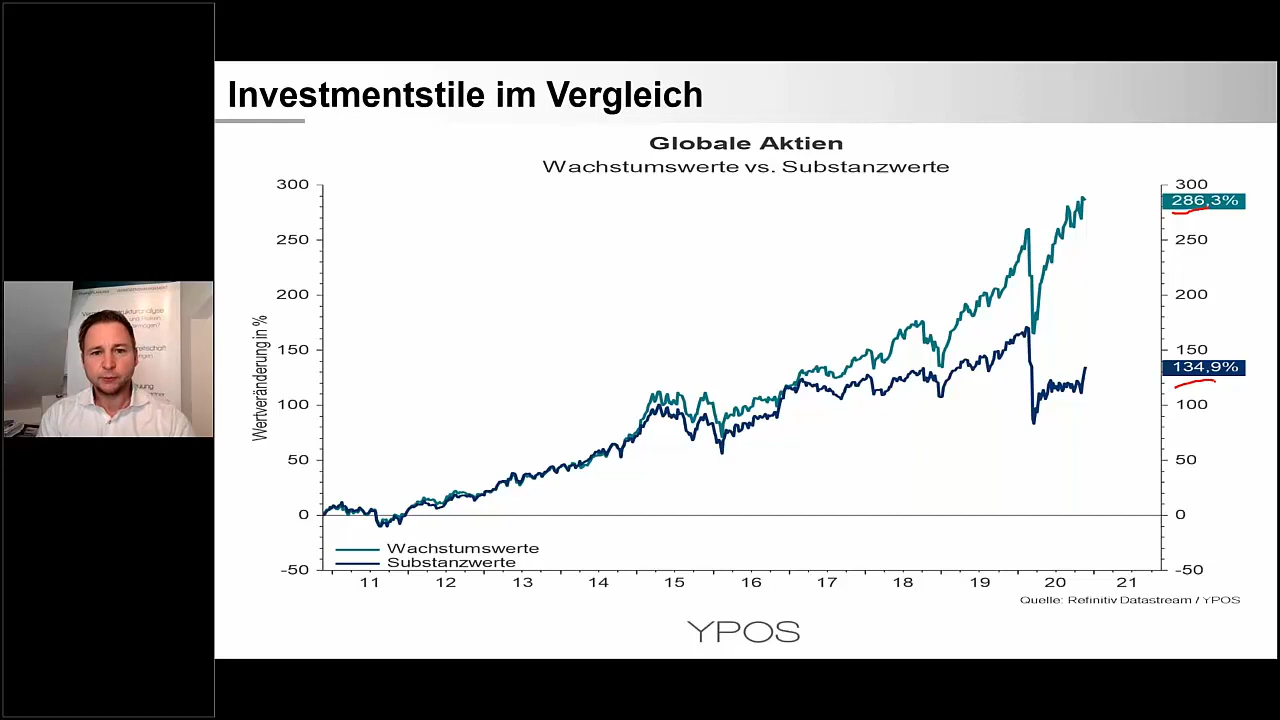 Investmentstile im Vergleich
Globale Aktien
Wachstumswerte vs. Substanzwerte
300
250
200
150
100
50
0
-50
Wertveränderung in %
300
286,3%
250
200
150
134,9%
100
50
0
-50
Wachstumswerte
Substanzwerte
11 12 13 14 15 16 17 18 19 20 21
Quelle: Refinitiv Datastream / YPOS
YPOS